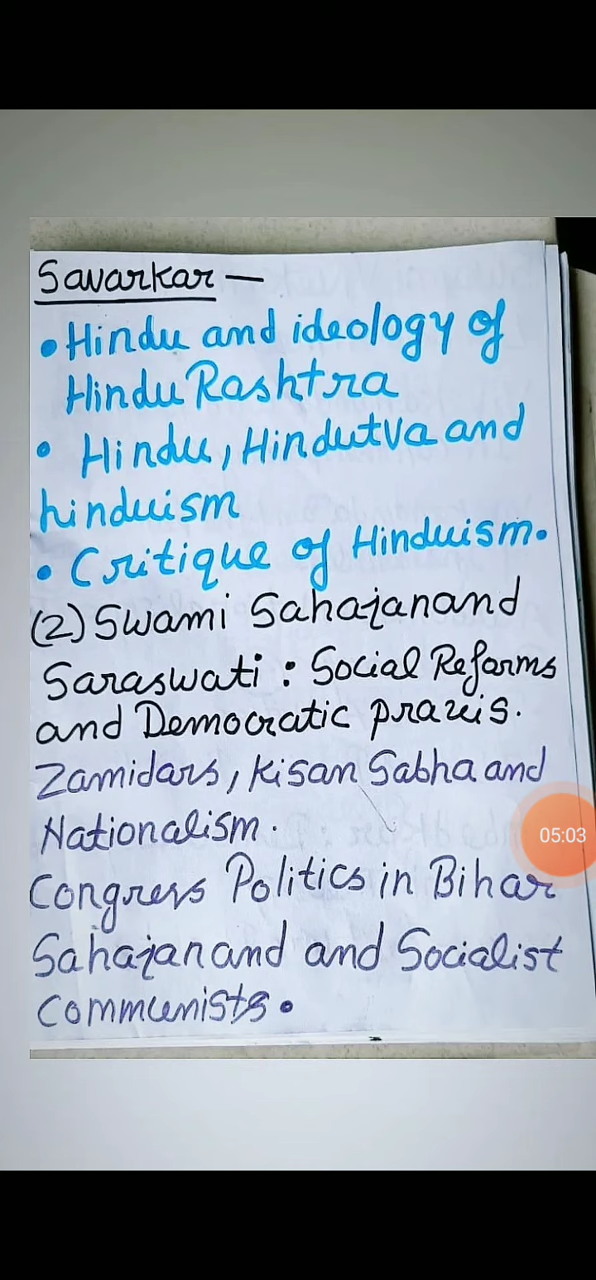 Savarkar —
• Hindu and ideology of
Hindu Rashtra
• Hindu, Hindutva and
hinduism
• Critique of Hinduism.
(2) Swami Sahajanand
Saraswati : Social Reforms
and Democratic praxis.
Zamidars, Kisan Sabha and
Nationalism.
Congress Politics in Bihar
Sahajanand and Socialist
Communists.
05:03